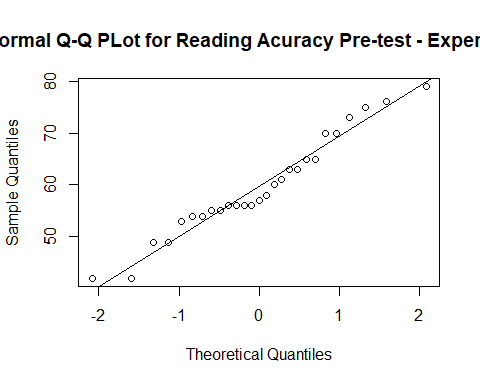 ormal Q-Q PLot for Reading Acuracy Pre-test - Exper
80
70
60
50
Sample Quantiles
-2 -1 0 1 2
Theoretical Quantiles